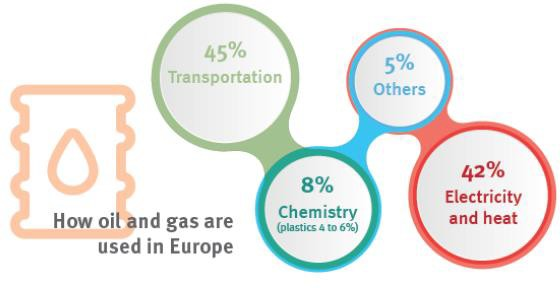 45%
Transportation
5%
Others
8%
Chemistry
(plastics 4 to 6%)
42%
Electricity
and heat
How oil and gas are
used in Europe